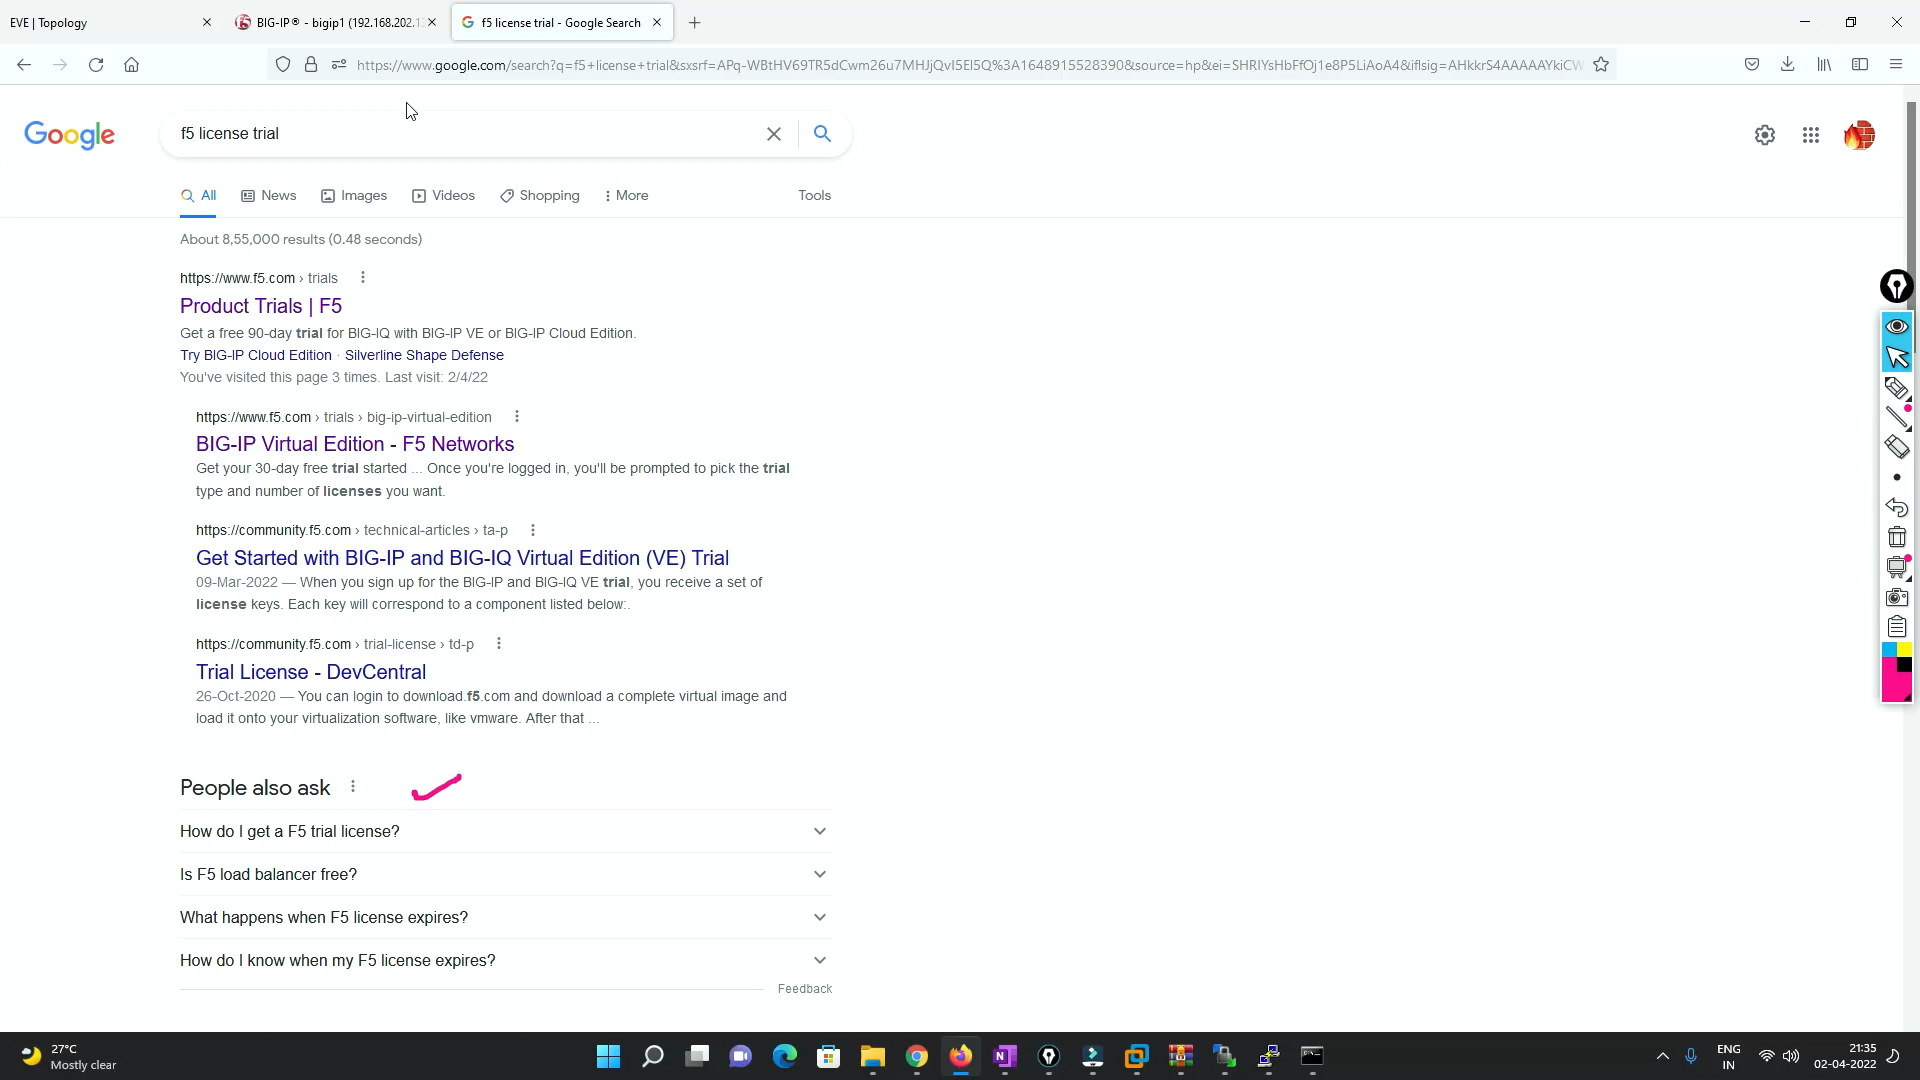 EVE | Topology
BIG-IP® - bigip1 (192.168.202.1
f5 license trial - Google Search
https://www.google.com/search?q=f5+license+trial&sxsrf=APq-WBtHV69TR5dCwm26u7MHJjQvI5El5Q%3A1648915528390&source=hp&ei=SHRIYsHbFfOj1e8P5LiAoA4&iflsig=AHkkrS4AAAAAYkiCW
Google
f5 license trial
All
News
Images
Videos
Shopping
More
Tools
About 8,55,000 results (0.48 seconds)
https://www.f5.com › trials
Product Trials | F5
Get a free 90-day trial for BIG-IQ with BIG-IP VE or BIG-IP Cloud Edition.
Try BIG-IP Cloud Edition · Silverline Shape Defense
You've visited this page 3 times. Last visit: 2/4/22
https://www.f5.com › trials › big-ip-virtual-edition
BIG-IP Virtual Edition - F5 Networks
Get your 30-day free trial started ... Once you're logged in, you'll be prompted to pick the trial
type and number of licenses you want.
https://community.f5.com › technical-articles › ta-p
Get Started with BIG-IP and BIG-IQ Virtual Edition (VE) Trial
09-Mar-2022 — When you sign up for the BIG-IP and BIG-IQ VE trial, you receive a set of
license keys. Each key will correspond to a component listed below:.
https://community.f5.com › trial-license › td-p
Trial License - DevCentral
26-Oct-2020 — You can login to download.f5.com and download a complete virtual image and
load it onto your virtualization software, like vmware. After that ...
People also ask
How do I get a F5 trial license?
Is F5 load balancer free?
What happens when F5 license expires?
How do I know when my F5 license expires?
Feedback
27°C
Mostly clear
ENG
IN
21:35
02-04-2022